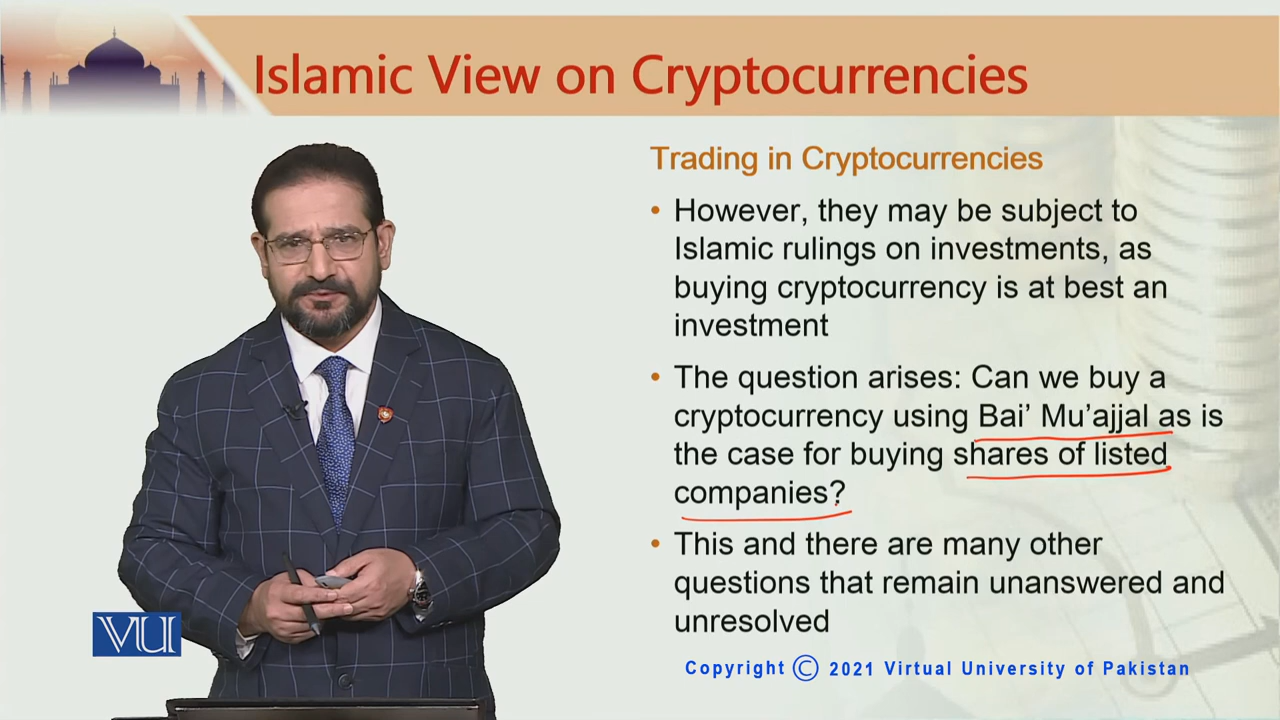 Islamic View on Cryptocurrencies
Trading in Cryptocurrencies
• However, they may be subject to
Islamic rulings on investments, as
buying cryptocurrency is at best an
investment
• The question arises: Can we buy a
cryptocurrency using Bai’ Mu’ajjal as is
the case for buying shares of listed
companies?
• This and there are many other
questions that remain unanswered and
unresolved
VU
Copyright © 2021 Virtual University of Pakistan